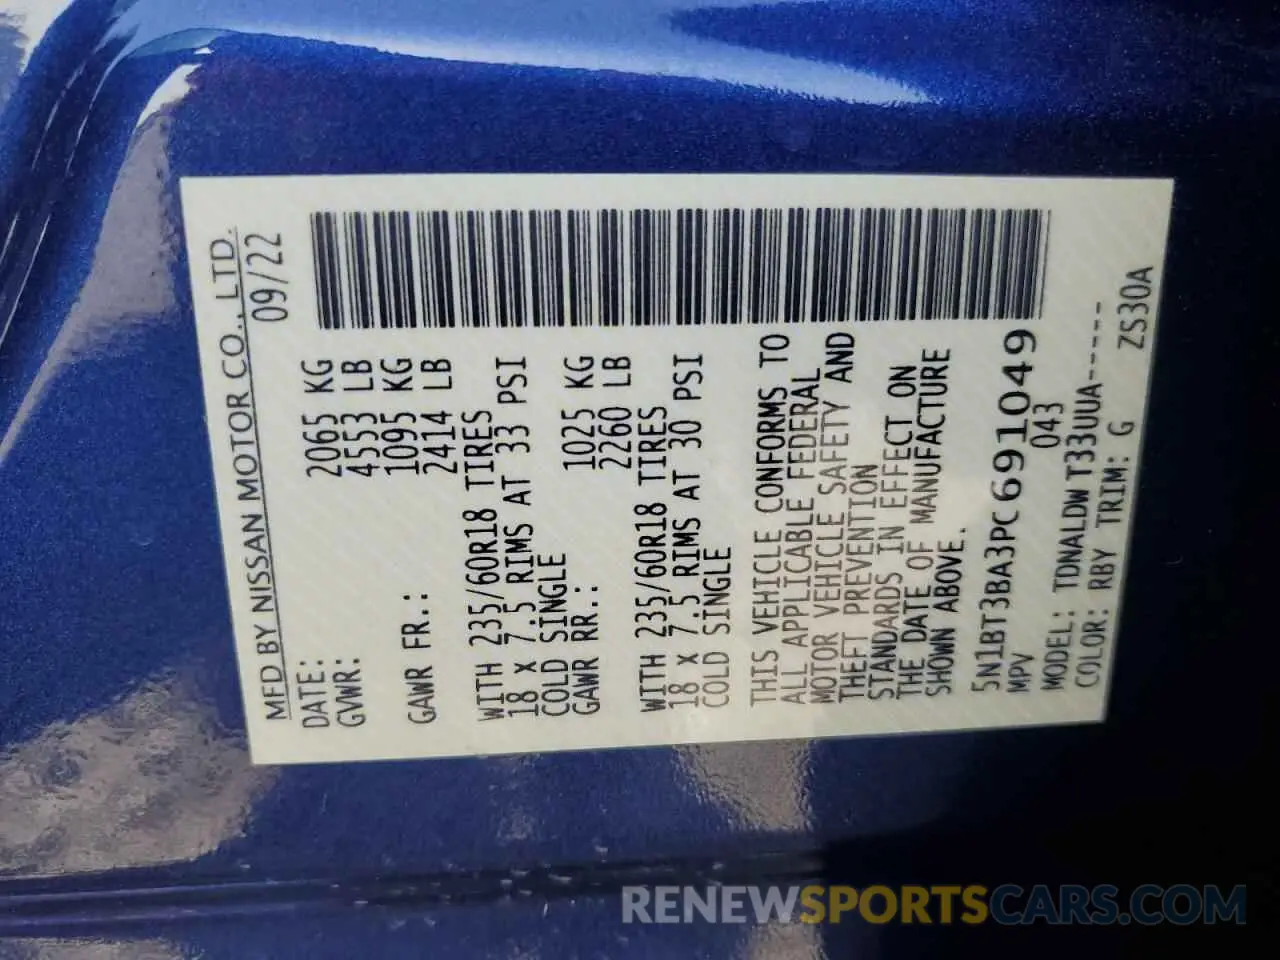 MFD BY NISSAN MOTOR CO., LTD.
DATE: 09/22
GVWR: 2065 KG
4553 LB
GAWR FR.: 1095 KG
2414 LB
WITH 235/60R18 TIRES
18 x 7.5 RIMS AT 33 PSI
COLD SINGLE
GAWR RR.: 1025 KG
2260 LB
WITH 235/60R18 TIRES
18 x 7.5 RIMS AT 30 PSI
COLD SINGLE
THIS VEHICLE CONFORMS TO
ALL APPLICABLE FEDERAL
MOTOR VEHICLE SAFETY AND
THEFT PREVENTION
STANDARDS IN EFFECT ON
THE DATE OF MANUFACTURE
SHOWN ABOVE.
5N1BT3BA3PC691049
MPV 043
MODEL: TDNALDW T33UUA-----
COLOR: RBY TRIM: G ZS30A
RENEWSPORTSCARS.COM